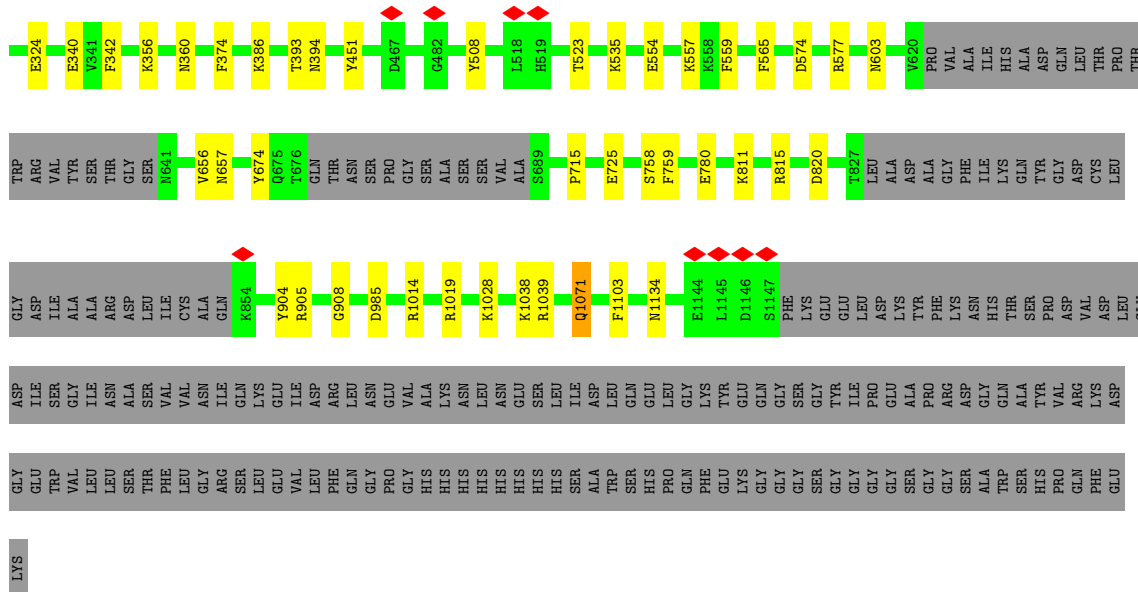 E324 E340 V341 F342 K356 N360 F374 K386 T393 N394 Y451 D467 G482 Y508 L518 H519 T523 K535 E554 K557 K558 F559 F565 D574 R577 N603 V620 PRO VAL ALA ILE HIS ALA ASP GLN LEU THR PRO THR
TRP ARG VAL TYR SER THR GLY SER N641 V656 N657 Y674 Q675 T676 GLN THR ASN SER PRO GLY SER ALA SER SER VAL ALA S689 P715 E725 S758 F759 E780 K811 R815 D820 T827 LEU ALA ASP ALA GLY PHE ILE LYS GLN TYR GLY ASP CYS LEU
GLY ASP ILE ALA ALA ARG ASP LEU ILE CYS ALA GLN K854 Y904 R905 G908 D985 R1014 R1019 K1028 K1038 R1039 Q1071 F1103 N1134 E1144 L1145 D1146 S1147 PHE LYS GLU GLU LEU ASP LYS TYR PHE LYS ASN HIS THR SER PRO ASP VAL ASP LEU
ASP ILE SER GLY ILE ASN ALA SER VAL VAL ASN ILE GLN LYS GLU ILE ASP ARG LEU ASN GLU VAL ALA LYS ASN LEU ASN GLU SER LEU ILE ASP LEU GLN GLU LEU GLY LYS TYR GLU GLN GLY SER GLY TYR ILE PRO GLU ALA PRO ARG ASP GLY GLN ALA TYR VAL ARG LYS ASP
GLY GLU TRP VAL LEU LEU SER THR PHE LEU GLY ARG SER LEU GLU VAL LEU PHE GLN GLY PRO GLY HIS HIS HIS HIS HIS HIS HIS HIS SER ALA TRP SER HIS PRO GLN PHE GLU LYS GLY GLY GLY SER GLY GLY GLY GLY SER GLY GLY SER ALA TRP SER HIS PRO GLN PHE GLU
LYS